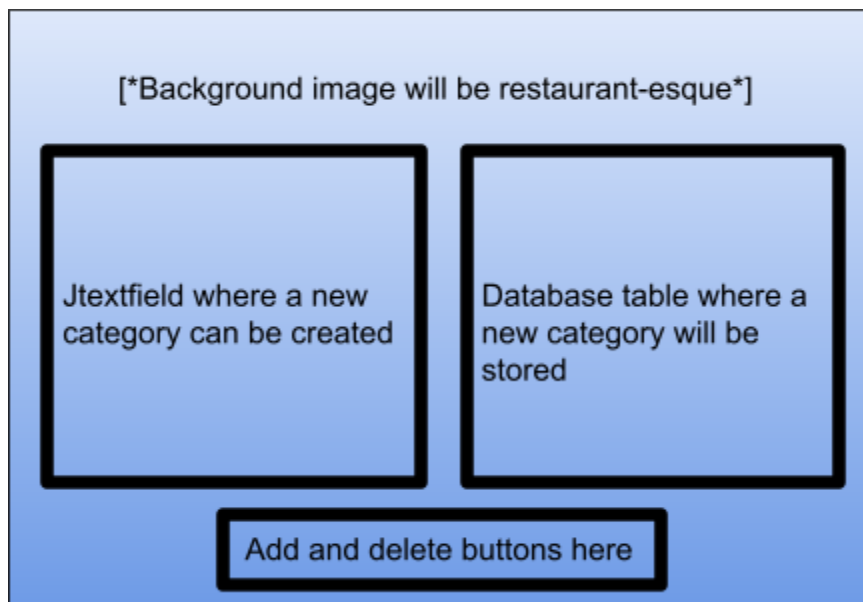 [*Background image will be restaurant-esque*]
Jtextfield where a new
category can be created
Database table where a
new category will be
stored
Add and delete buttons here